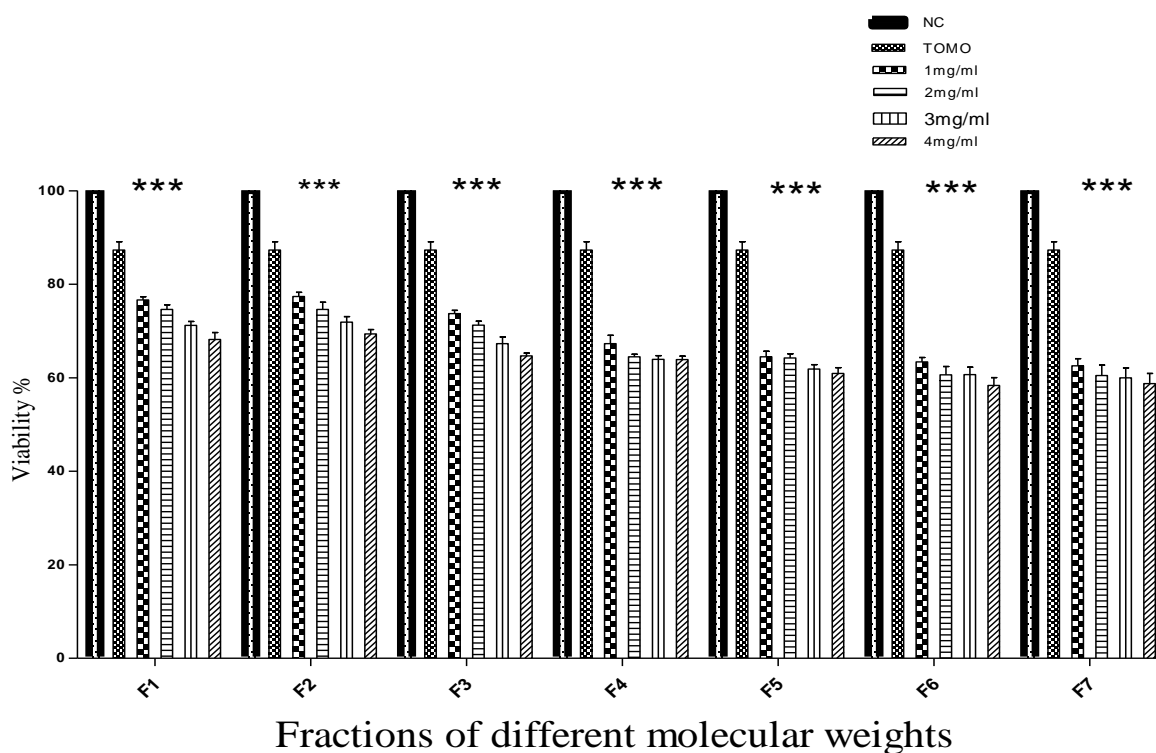 NC
TOMO
1mg/ml
2mg/ml
3mg/ml
4mg/ml
*** *** *** *** *** *** ***
100
80
60
40
20
0
Viability %
F1 F2 F3 F4 F5 F6 F7
Fractions of different molecular weights